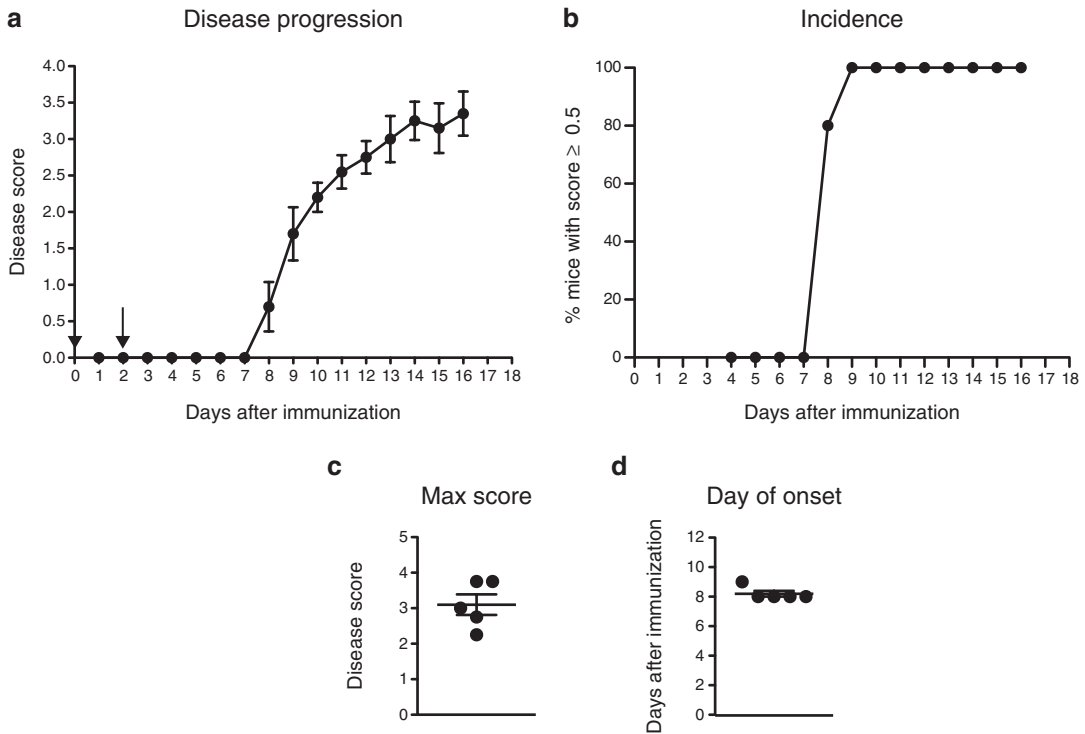 a
Disease progression
4.0
3.5
3.0
2.5
2.0
1.5
1.0
0.5
0.0
Disease score
0 1 2 3 4 5 6 7 8 9 10 11 12 13 14 15 16 17 18
Days after immunization
b
Incidence
100
80
60
40
20
0
% mice with score ≥ 0.5
0 1 2 3 4 5 6 7 8 9 10 11 12 13 14 15 16 17 18
Days after immunization
c
Max score
5
4
3
2
1
0
Disease score
d
Day of onset
12
10
8
6
4
2
0
Days after immunization